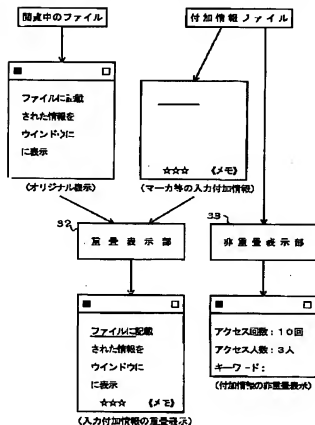 閲読中のファイル
付加情報ファイル
ファイルに記載
された情報を
ウインドウに
に表示
(オリジナル表示)
☆☆☆ 《メモ》
(マーカ等の入力付加情報)
32
重畳表示部
33
非重畳表示部
ファイルに記載
された情報を
ウインドウに
に表示
☆☆☆ 《メモ》
(入力付加情報の重畳表示)
アクセス回数：10回
アクセス人数：3人
キーワード：
(付加情報の非重畳表示)